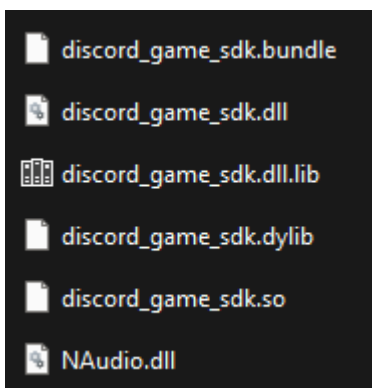 discord_game_sdk.bundle
discord_game_sdk.dll
discord_game_sdk.dll.lib
discord_game_sdk.dylib
discord_game_sdk.so
NAudio.dll